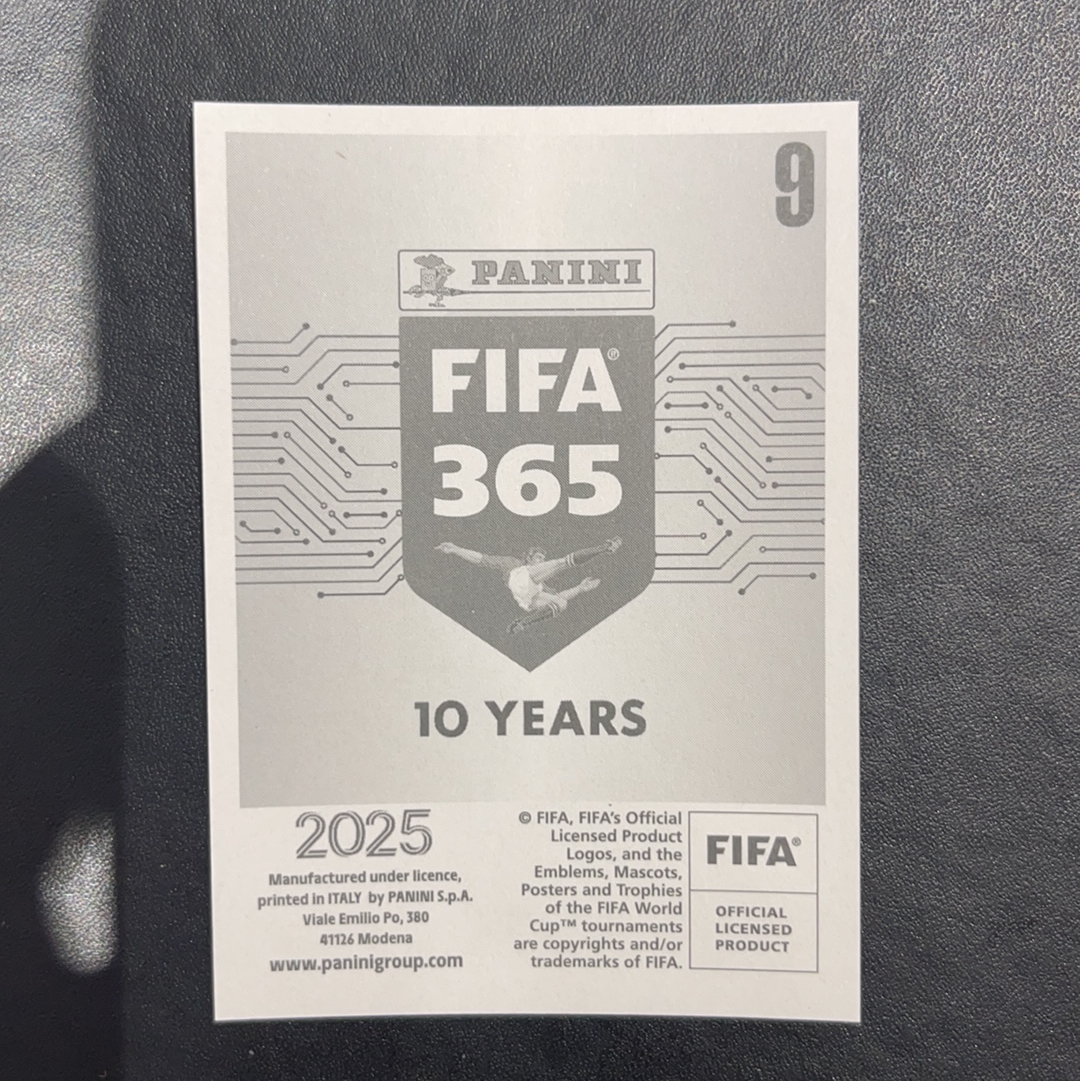 9
PANINI
FIFA®
365
10 YEARS
2025
Manufactured under licence,
printed in ITALY by PANINI S.p.A.
Viale Emilio Po, 380
41126 Modena
www.paninigroup.com
© FIFA, FIFA's Official
Licensed Product
Logos, and the
Emblems, Mascots,
Posters and Trophies
of the FIFA World
Cup™ tournaments
are copyrights and/or
trademarks of FIFA.
FIFA®
OFFICIAL
LICENSED
PRODUCT